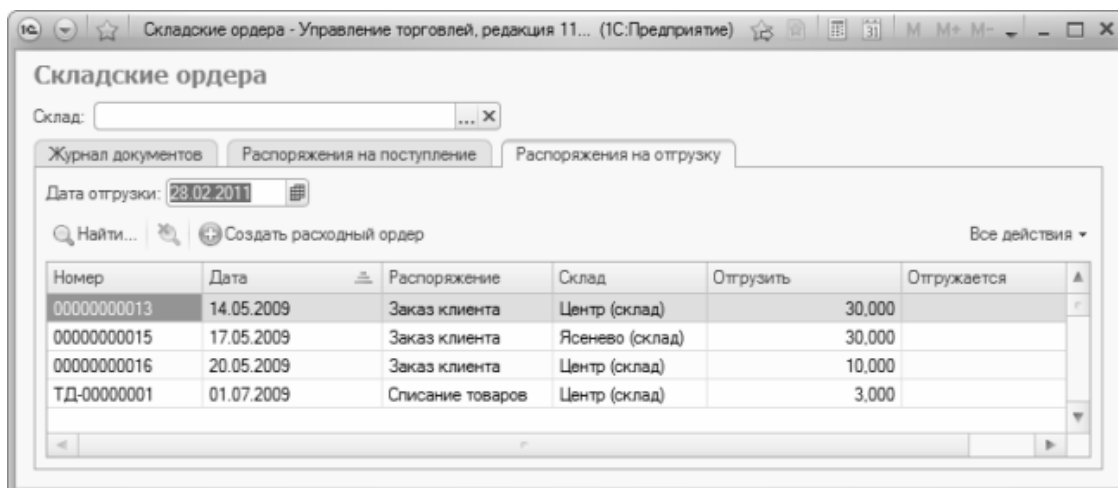 1С Складские ордера - Управление торговлей, редакция 11... (1С:Предприятие) 31 M M+ M-
Складские ордера
Склад: ...
Журнал документов Распоряжения на поступление Распоряжения на отгрузку
Дата отгрузки: 28.02.2011
Найти... Создать расходный ордер Все действия
Номер Дата Распоряжение Склад Отгрузить Отгружается
00000000013 14.05.2009 Заказ клиента Центр (склад) 30,000
00000000015 17.05.2009 Заказ клиента Ясенево (склад) 30,000
00000000016 20.05.2009 Заказ клиента Центр (склад) 10,000
ТД-00000001 01.07.2009 Списание товаров Центр (склад) 3,000